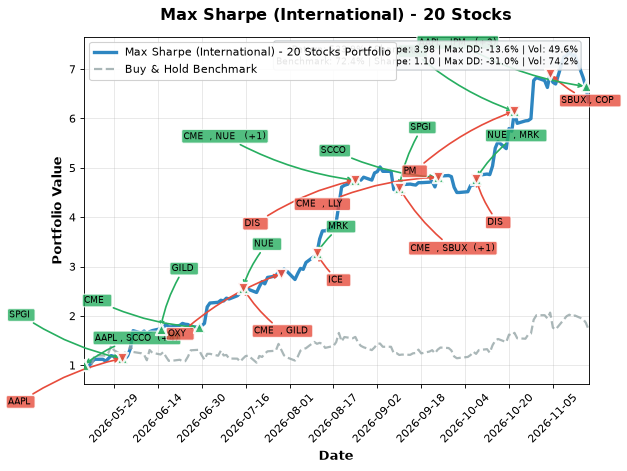 Max Sharpe (International) - 20 Stocks
Max Sharpe (International) - 20 Stocks Portfolio
Buy & Hold Benchmark
3.98 | Max DD: -13.6% | Vol: 49.6%
Sharpe: 1.10 | Max DD: -31.0% | Vol: 74.2%
SBUX, COP
CME , NUE (+1)
SPGI
NUE , MRK
SCCO
PM
CME , LLY
DIS
MRK
DIS
NUE
CME , SBUX (+1)
GILD
ICE
CME
SPGI
OXY
CME , GILD
AAPL , SCCO
AAPL
Portfolio Value
7
6
5
4
3
2
1
2026-05-29
2026-06-14
2026-06-30
2026-07-16
2026-08-01
2026-08-17
2026-09-02
2026-09-18
2026-10-04
2026-10-20
2026-11-05
Date